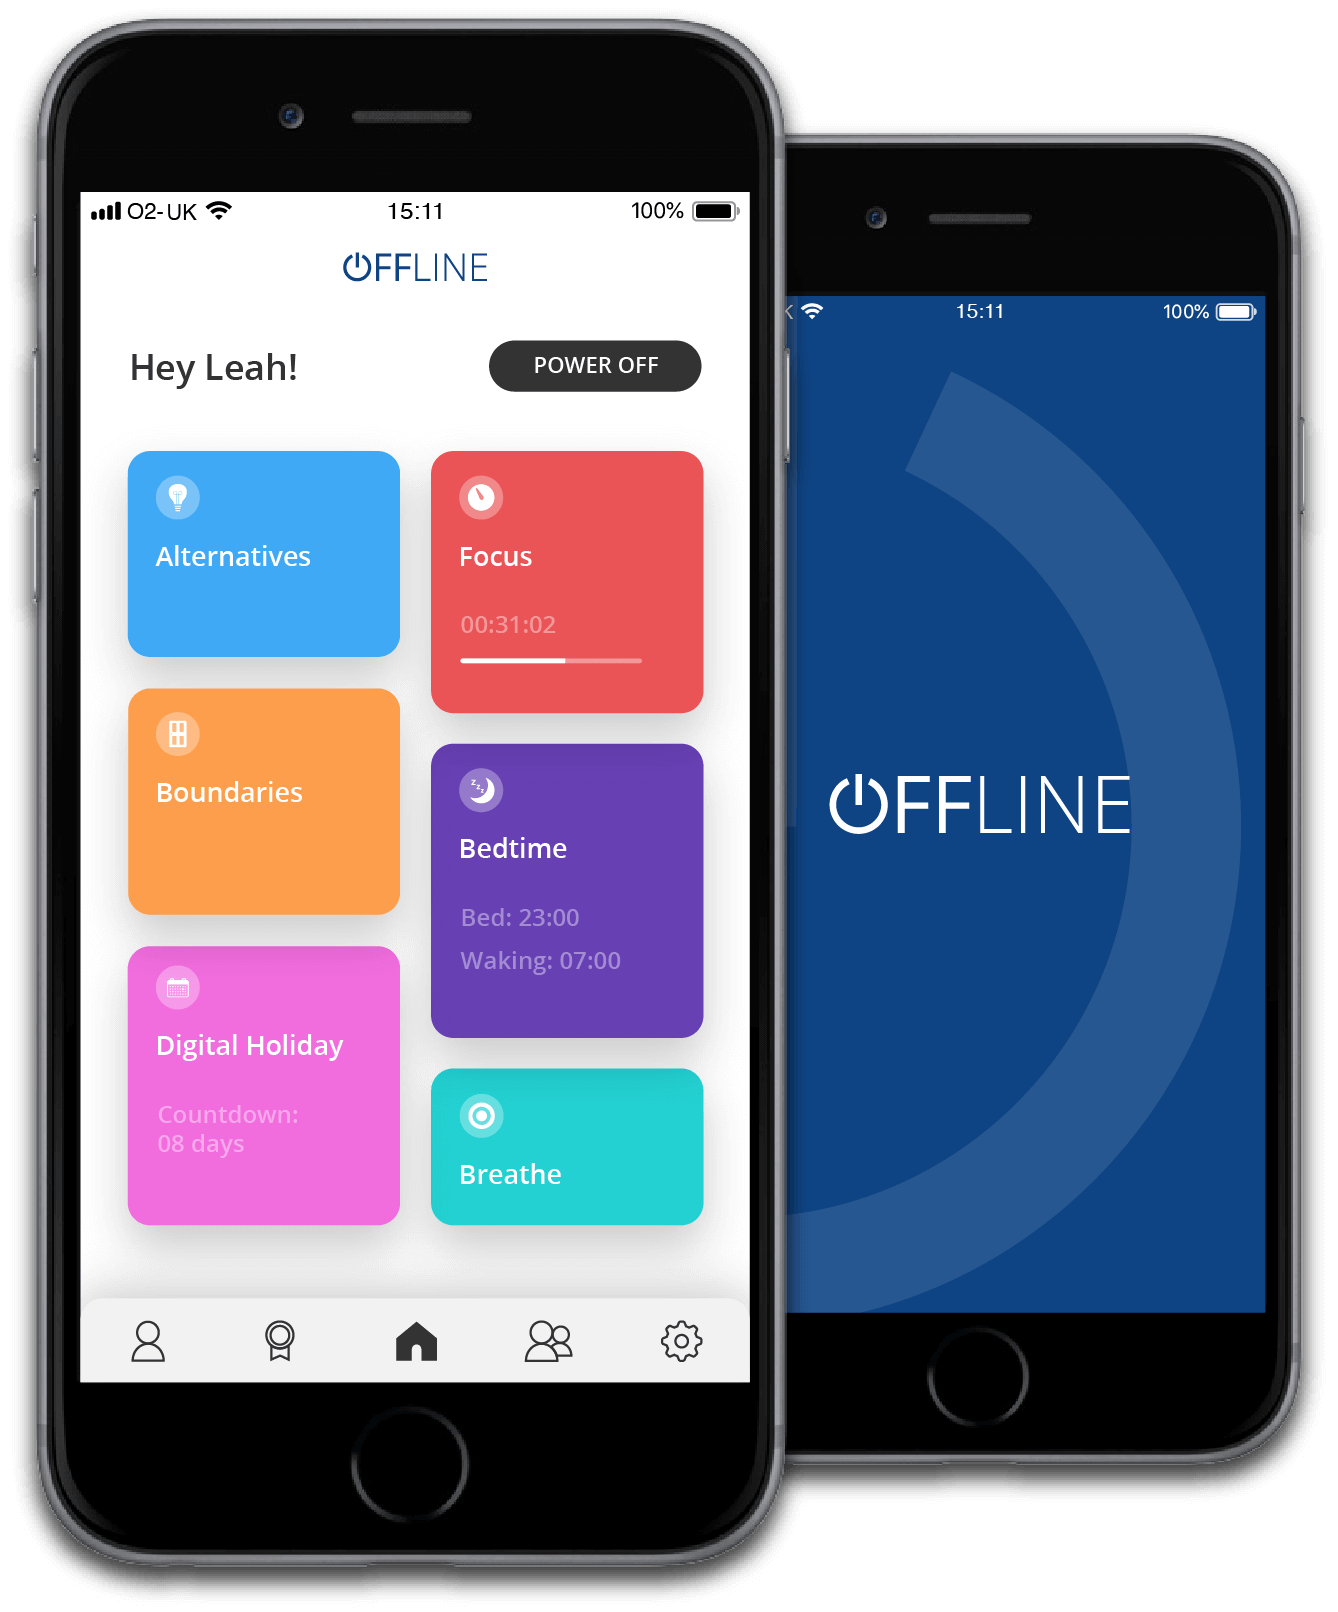 O2-UK 15:11 100%
OFFLINE
Hey Leah!
POWER OFF
Alternatives
Focus
00:31:02
Boundaries
Bedtime
Bed: 23:00
Waking: 07:00
Digital Holiday
Countdown:
08 days
Breathe
K 15:11 100%
OFFLINE